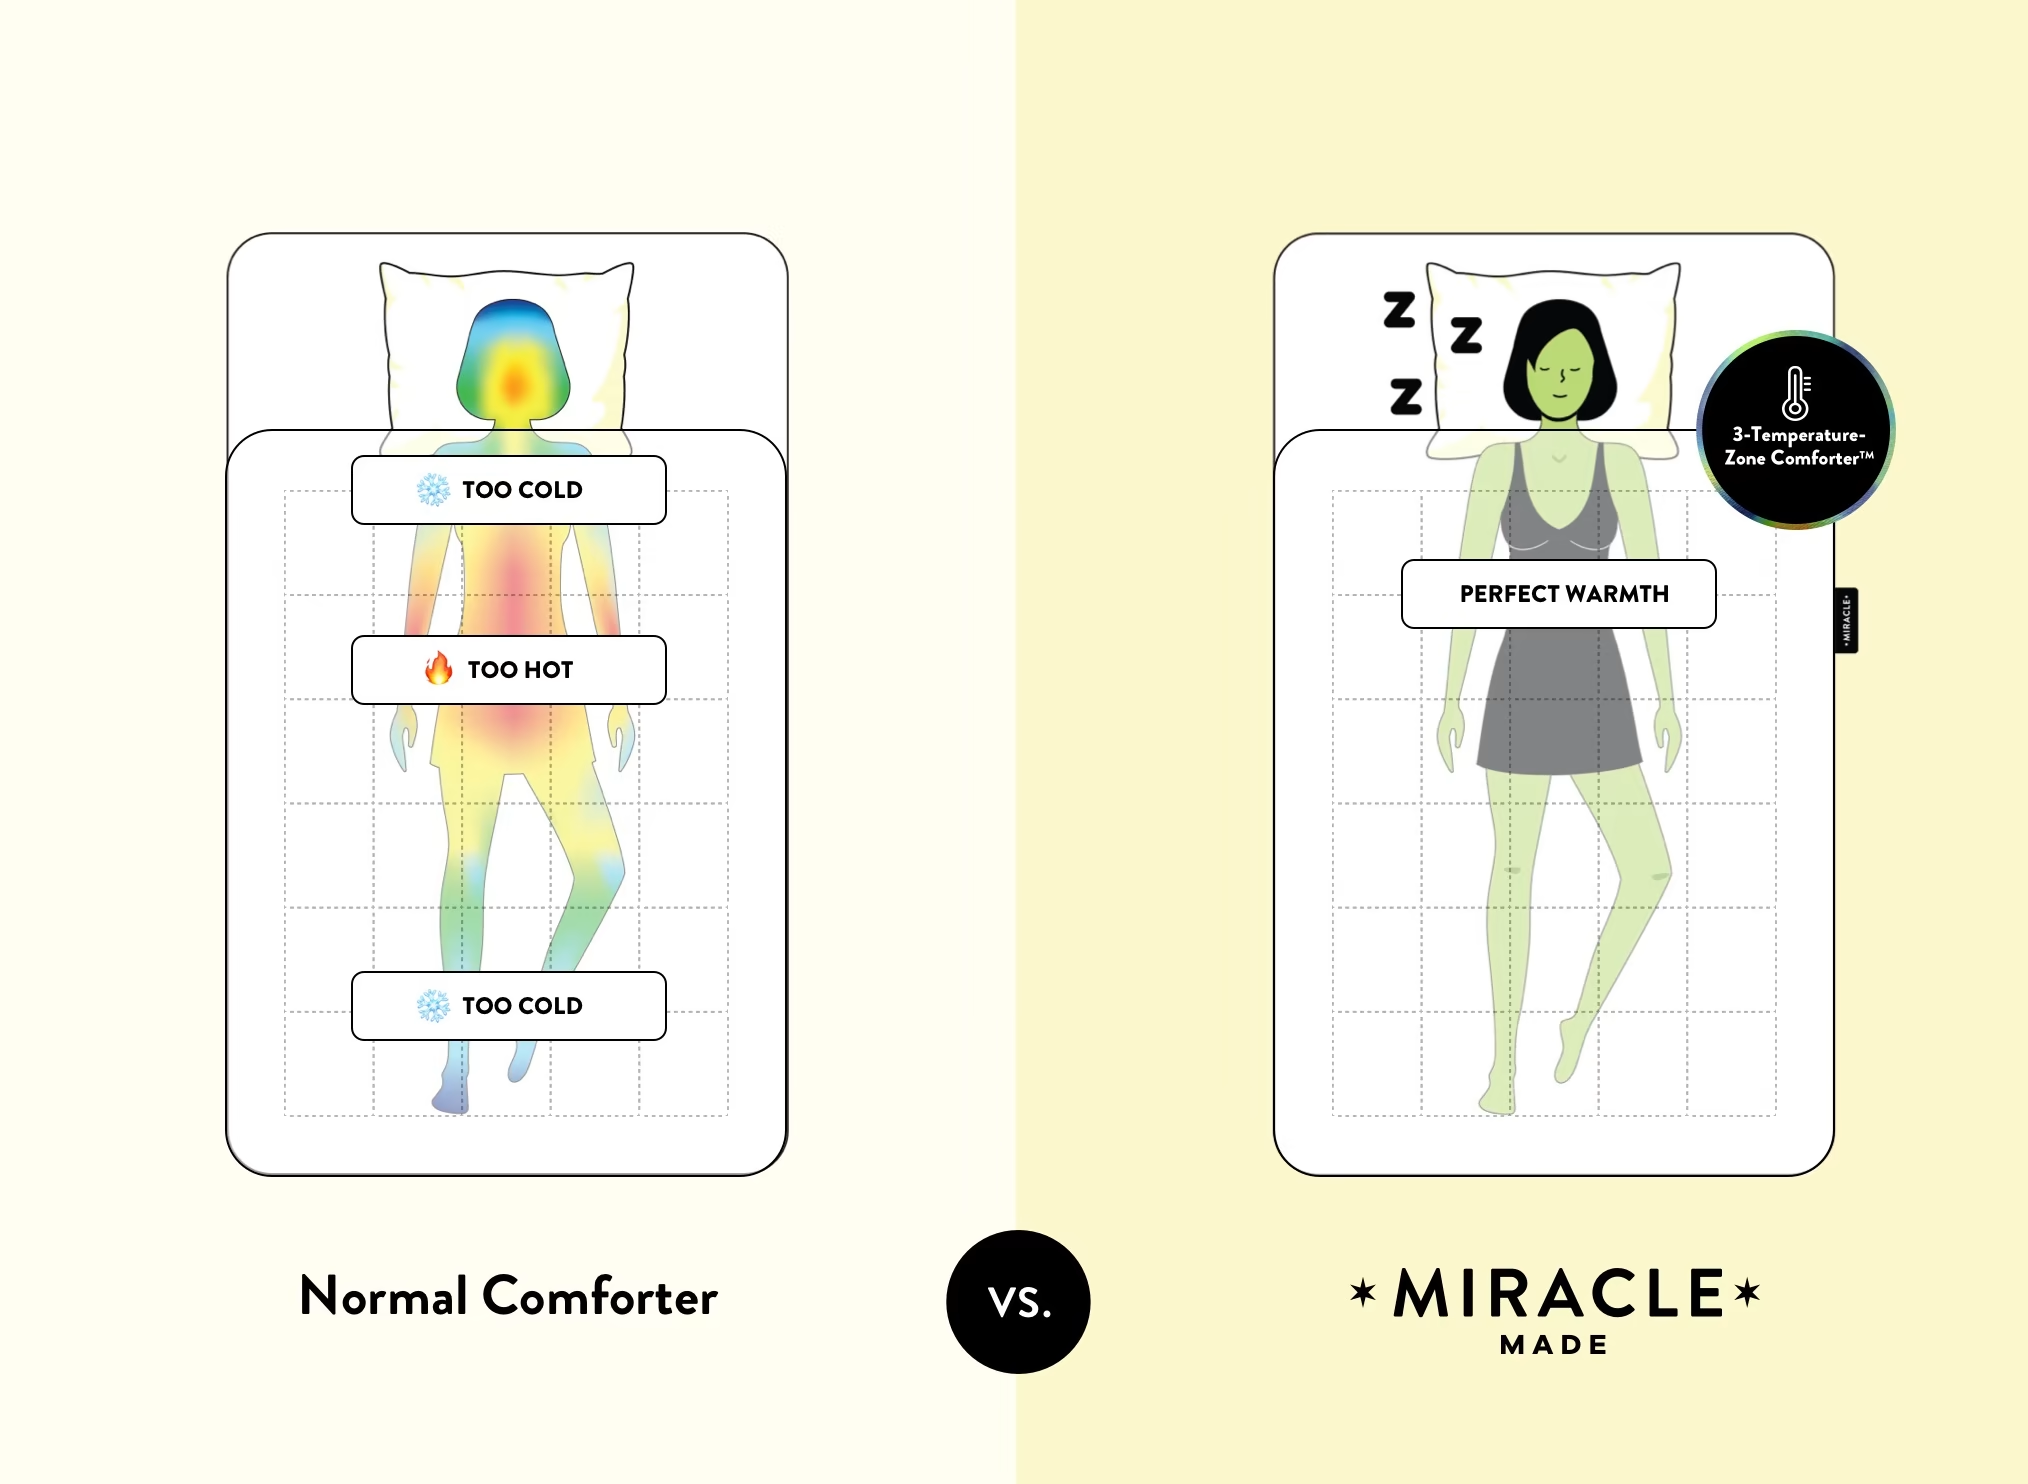 TOO COLD
TOO HOT
TOO COLD
Normal Comforter
VS.
Z
Z
Z
3-Temperature-
Zone Comforter™
PERFECT WARMTH
*MIRACLE*
*MIRACLE*
MADE